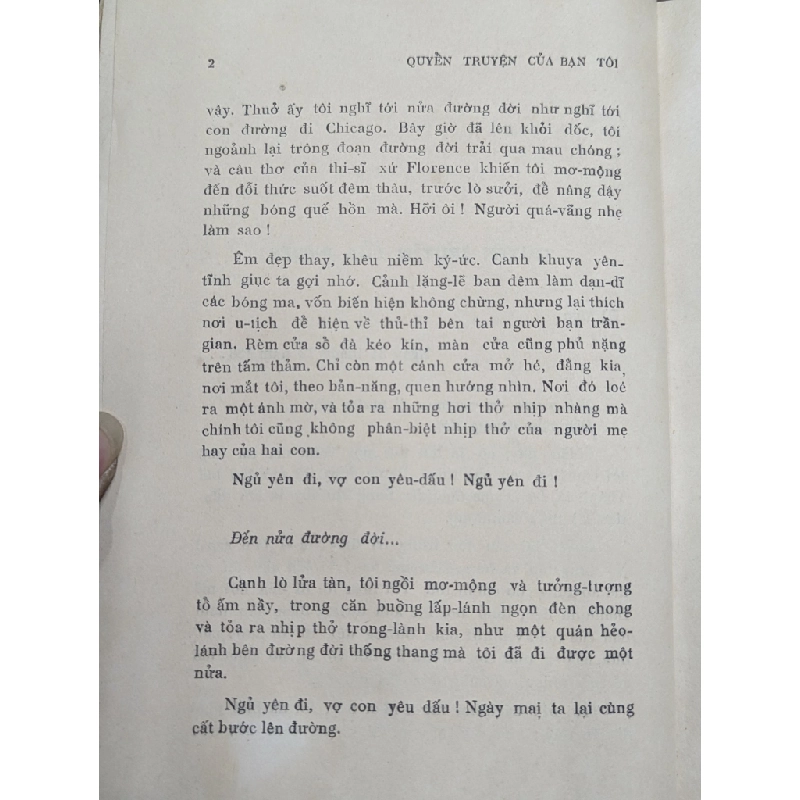 2 QUYỀN TRUYỆN CỦA BẠN TÔI
vây. Thuở ấy tôi nghĩ tới nửa đường đời như nghĩ tới
con đường đi Chicago. Bây giờ đã lên khỏi dốc, tôi
ngoảnh lại trông đoạn đường đời trải qua mau chóng;
và câu thơ của thi-sĩ xứ Florence khiến tôi mơ-mộng
đến đỗi thức suốt đêm thâu, trước lò sưởi, để nâng dậy
những bóng quế hồn ma. Hỡi ôi ! Người quá-vãng nhẹ
làm sao !
Êm đẹp thay, khêu niềm ký-ức. Canh khuya yên-
tĩnh giục ta gợi nhớ. Cảnh lặng-lẽ ban đêm làm dạn-dĩ
các bóng ma, vốn biến hiện không chừng, nhưng lại thích
nơi u-tịch để hiện về thủ-thỉ bên tai người bạn trần-
gian. Rèm cửa sổ đã kéo kín, màn cửa cũng phủ nặng
trên tấm thảm. Chỉ còn một cánh cửa mở hé, đằng kia,
nơi mắt tôi, theo bản-năng, quen hướng nhìn. Nơi đó loé
ra một ánh mờ, và tỏa ra những hơi thở nhịp nhàng mà
chính tôi cũng không phân-biệt nhịp thở của người mẹ
hay của hai con.
Ngủ yên đi, vợ con yêu-dấu ! Ngủ yên đi !
Đến nửa đường đời...
Cạnh lò lửa tàn, tôi ngồi mơ-mộng và tưởng-tượng
tổ ấm nầy, trong căn buồng lấp-lánh ngọn đèn chong
và tỏa ra nhịp thở trong-lành kia, như một quán hẻo-
lánh bên đường đời thống thang mà tôi đã đi được một
nửa.
Ngủ yên đi, vợ con yêu dấu ! Ngày mai ta lại cùng
cất bước lên đường.